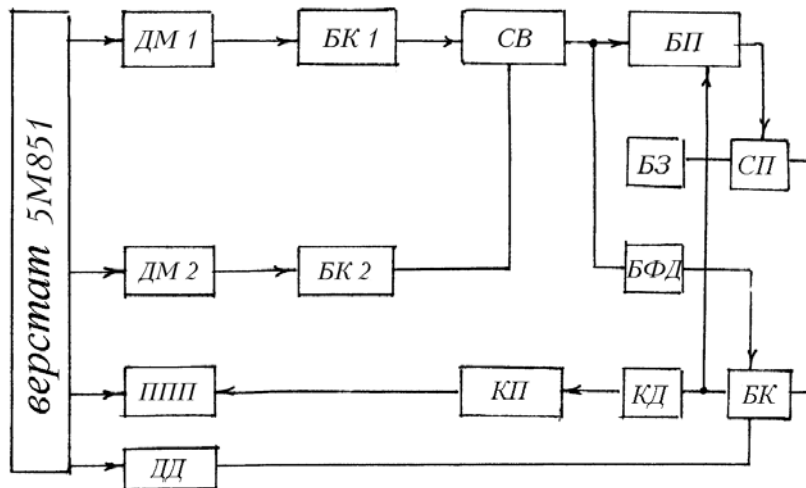 верстат 5М851
ДМ 1
БК 1
СВ
БП
БЗ
СП
ДМ 2
БК 2
БФД
ППП
КП
КД
БК
ДД